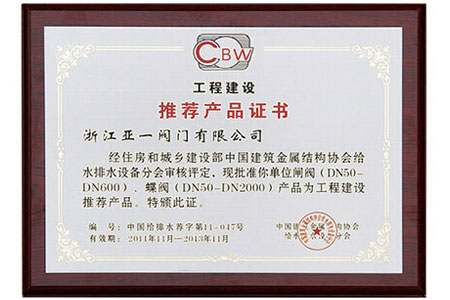 CBW
工程建设
推荐产品证书
浙江亚一阀门有限公司
经住房和城乡建设部中国建筑金属结构协会给
水排水设备分会审核评定,现批准你单位闸阀(DN50-
DN600)、蝶阀(DN50-DN2000)产品为工程建设
推荐产品。特颁此证。
编 号:中国给排水荐字第11-047号
有效期:2011年11月-2013年11月
中国建 金属结构协会
给水 分会